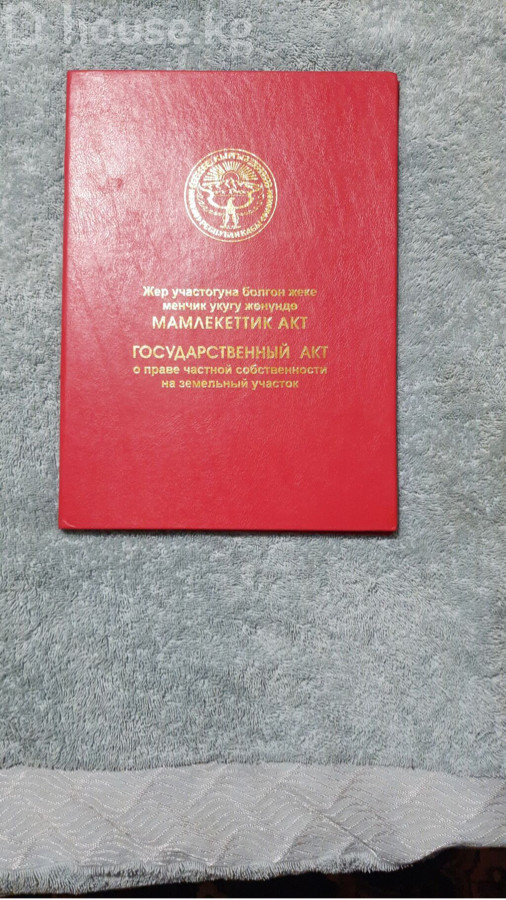 house.kg
Жер участогуна болгон жеке
менчик укугу жөнүндө
МАМЛЕКЕТТИК АКТ
ГОСУДАРСТВЕННЫЙ АКТ
о праве частной собственности
на земельный участок